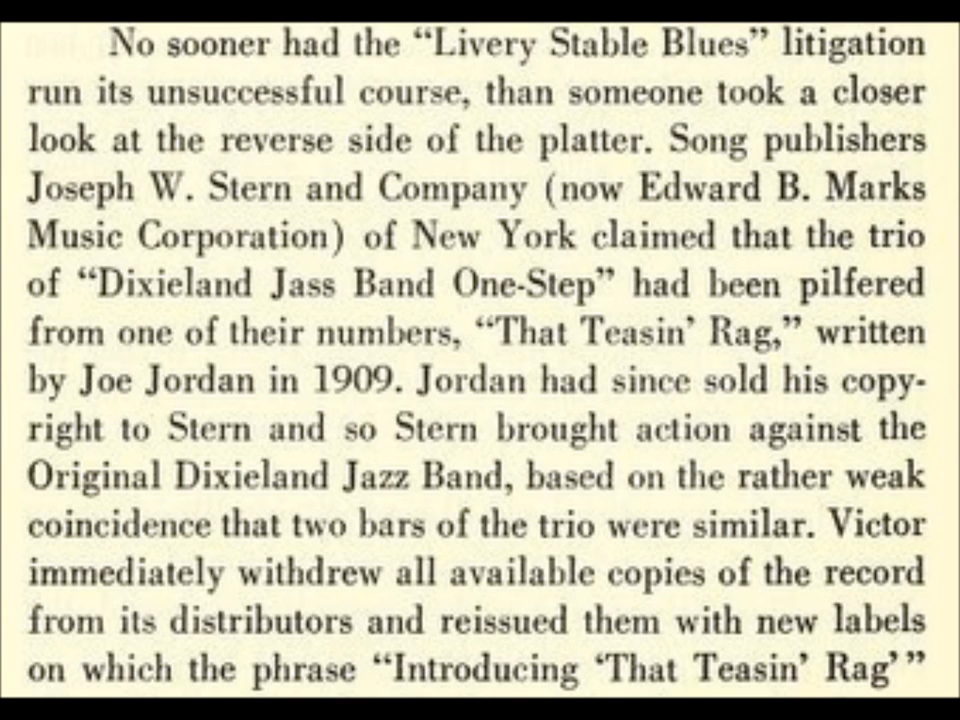 No sooner had the “Livery Stable Blues” litigation
run its unsuccessful course, than someone took a closer
look at the reverse side of the platter. Song publishers
Joseph W. Stern and Company (now Edward B. Marks
Music Corporation) of New York claimed that the trio
of “Dixieland Jass Band One-Step” had been pilfered
from one of their numbers, “That Teasin’ Rag,” written
by Joe Jordan in 1909. Jordan had since sold his copy-
right to Stern and so Stern brought action against the
Original Dixieland Jazz Band, based on the rather weak
coincidence that two bars of the trio were similar. Victor
immediately withdrew all available copies of the record
from its distributors and reissued them with new labels
on which the phrase “Introducing ‘That Teasin’ Rag’”